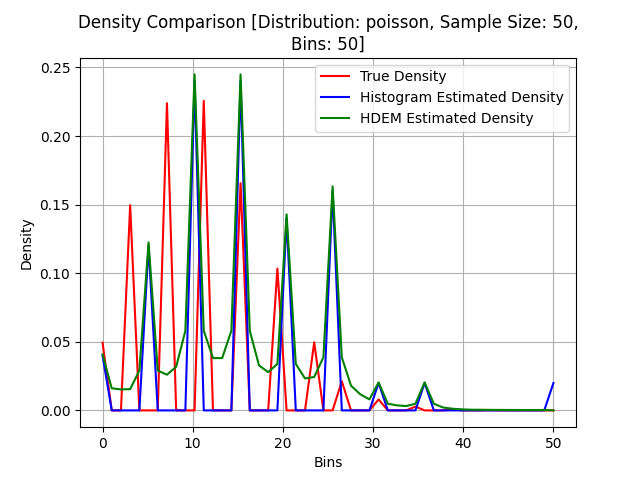 Density Comparison [Distribution: poisson, Sample Size: 50,
Bins: 50]
True Density
Histogram Estimated Density
HDEM Estimated Density
Density
0.25
0.20
0.15
0.10
0.05
0.00
0 10 20 30 40 50
Bins